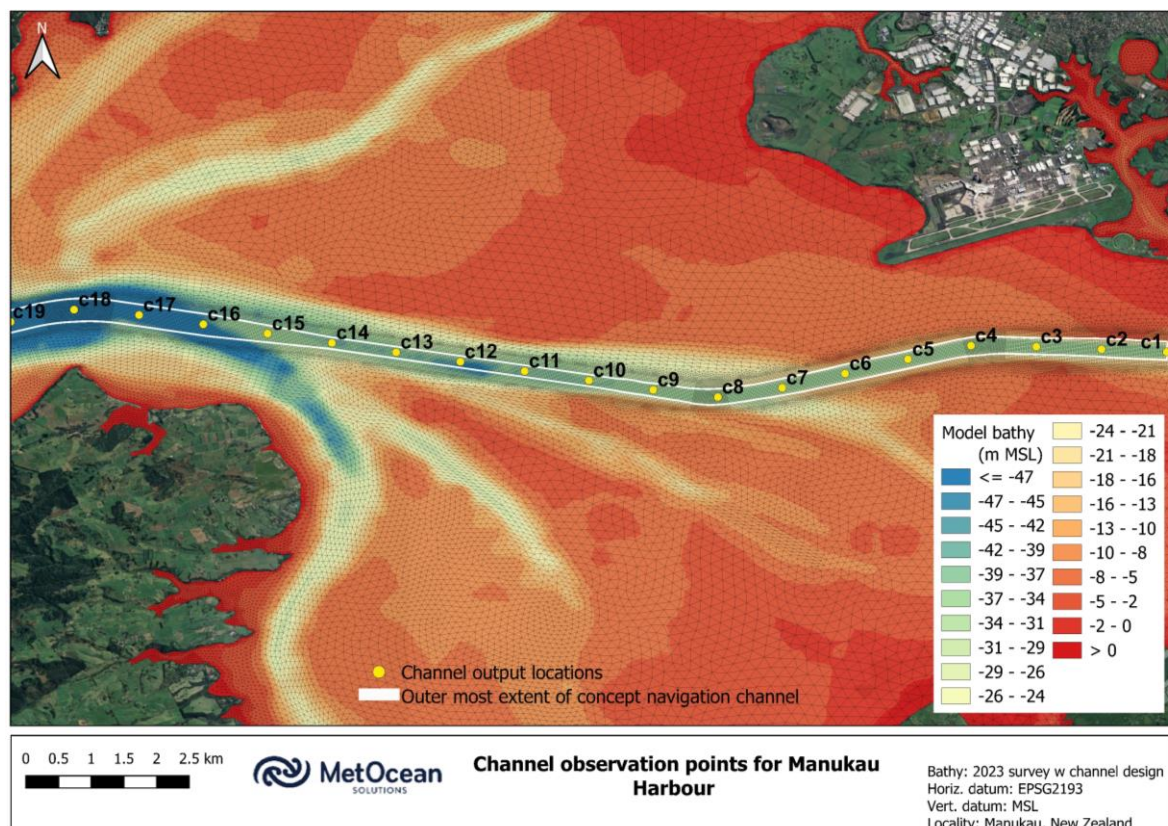 N
c19
c18
c17
c16
c15
c14
c13
c12
c11
c10
c9
c8
c7
c6
c5
c4
c3
c2
c1
Model bathy
(m MSL)
<= -47
-47 - -45
-45 - -42
-42 - -39
-39 - -37
-37 - -34
-34 - -31
-31 - -29
-29 - -26
-26 - -24
-24 - -21
-21 - -18
-18 - -16
-16 - -13
-13 - -10
-10 - -8
-8 - -5
-5 - -2
-2 - 0
> 0
Channel output locations
Outer most extent of concept navigation channel
0 0.5 1 1.5 2 2.5 km
MetOcean
SOLUTIONS
Channel observation points for Manukau
Harbour
Bathy: 2023 survey w channel design
Horiz. datum: EPSG2193
Vert. datum: MSL
Locality: Manukau, New Zealand